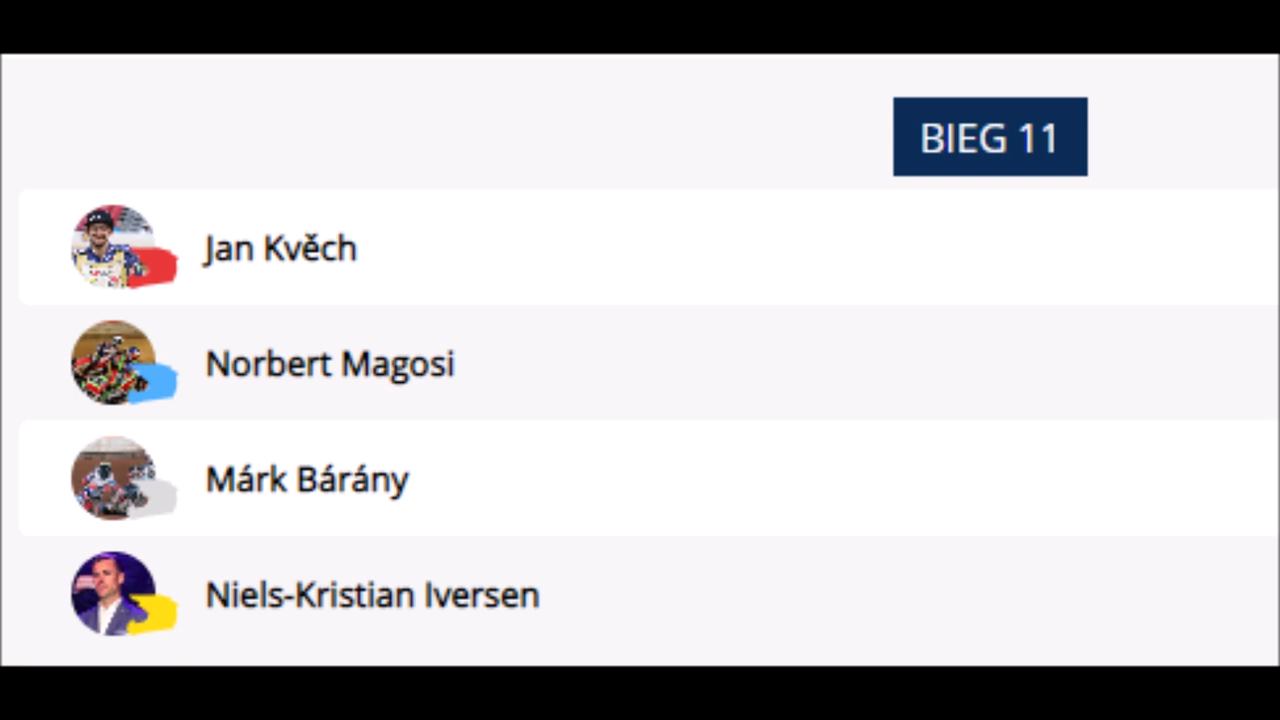 BIEG 11
Jan Kvěch
Norbert Magosi
Márk Bárány
Niels-Kristian Iversen